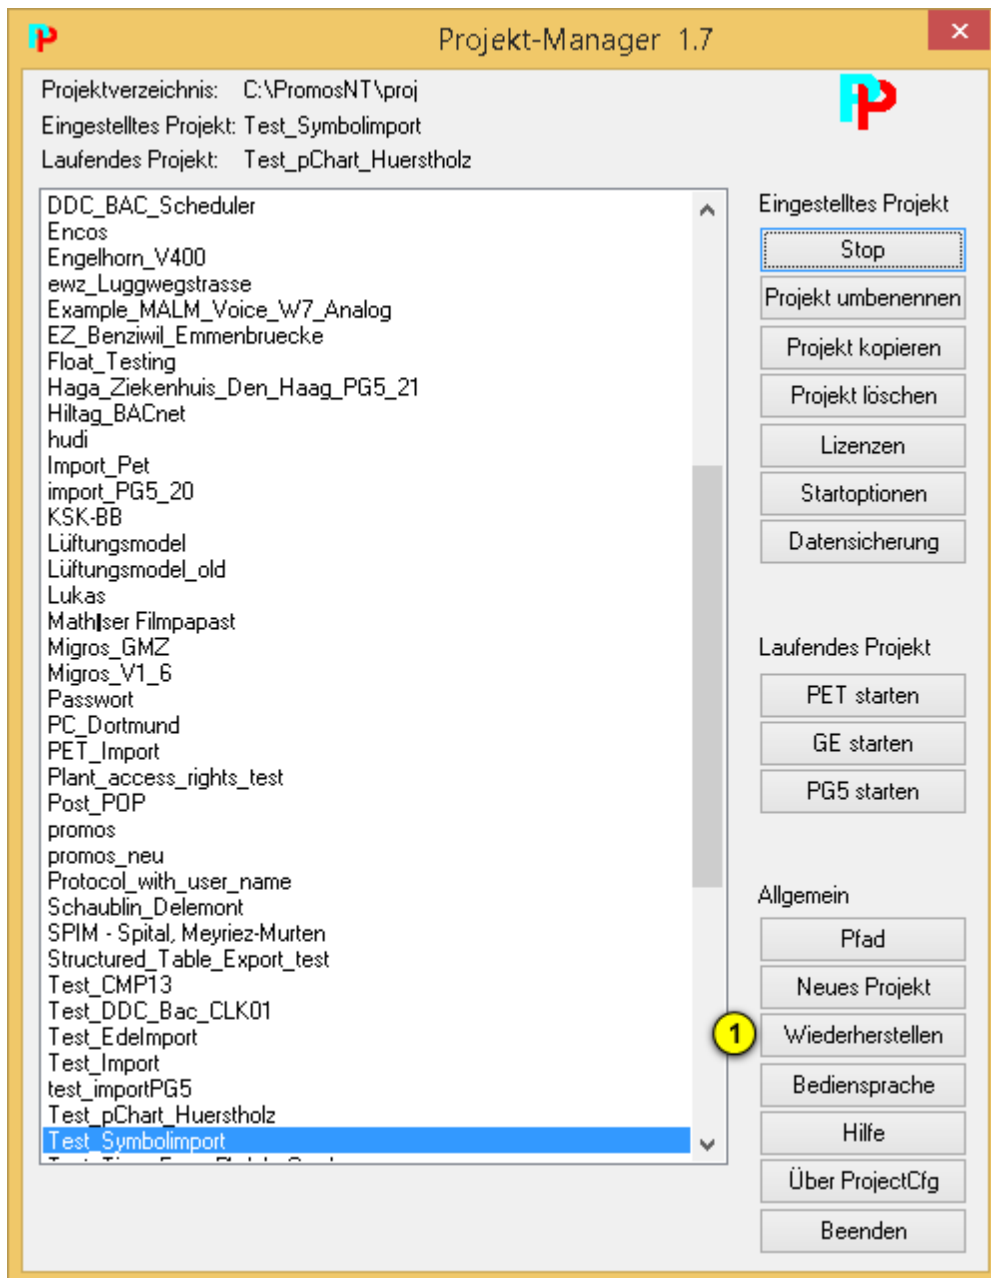 Projekt-Manager 1.7
Projektverzeichnis: C:\PromosNT\proj
Eingestelltes Projekt: Test_Symbolimport
Laufendes Projekt: Test_pChart_Huerstholz
DDC_BAC_Scheduler
Encos
Engelhorn_V400
ewz_Luggwegstrasse
Example_MALM_Voice_W7_Analog
EZ_Benziwil_Emmenbruecke
Float_Testing
Haga_Ziekenhuis_Den_Haag_PG5_21
Hiltag_BACnet
hudi
Import_Pet
import_PG5_20
KSK-BB
Lüftungsmodel
Lüftungsmodel_old
Lukas
Mathiser Filmpapast
Migros_GMZ
Migros_V1_6
Passwort
PC_Dortmund
PET_Import
Plant_access_rights_test
Post_POP
promos
promos_neu
Protocol_with_user_name
Schaublin_Delemont
SPIM - Spital, Meyriez-Murten
Structured_Table_Export_test
Test_CMP13
Test_DDC_Bac_CLK01
Test_EdeImport
Test_Import
test_importPG5
Test_pChart_Huerstholz
Test_Symbolimport
Eingestelltes Projekt
Stop
Projekt umbenennen
Projekt kopieren
Projekt löschen
Lizenzen
Startoptionen
Datensicherung
Laufendes Projekt
PET starten
GE starten
PG5 starten
Allgemein
Pfad
Neues Projekt
1 Wiederherstellen
Bediensprache
Hilfe
Über ProjectCfg
Beenden